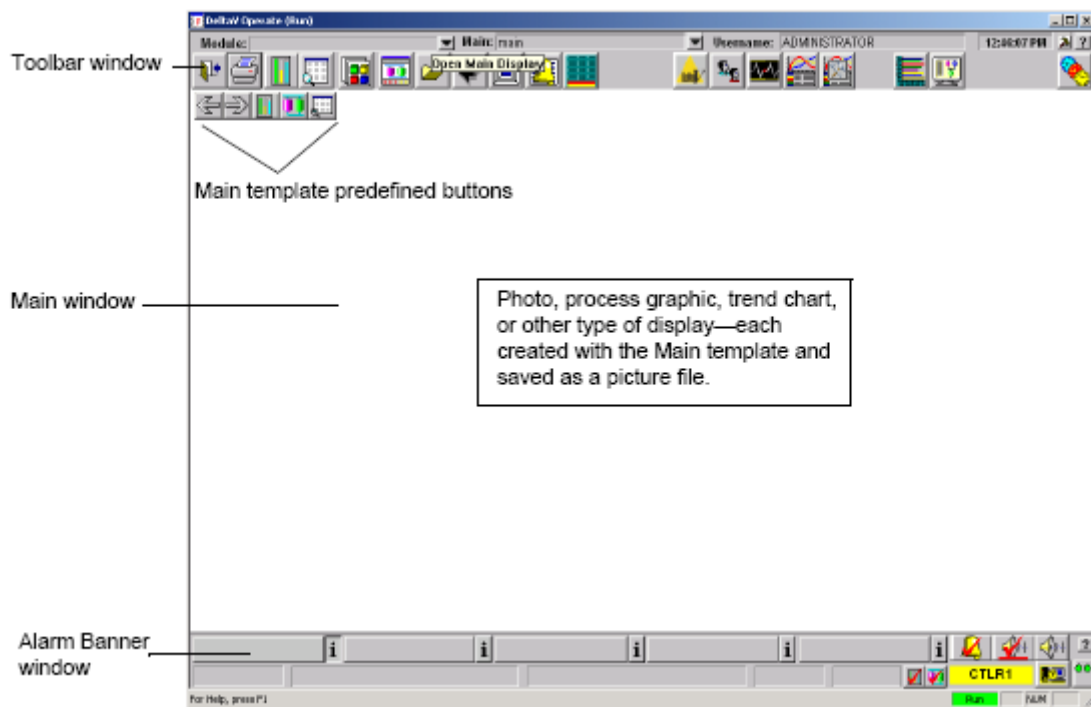 DeltaV Operate (Run)
Module:
Main: main
Username: ADMINISTRATOR
12:46:07 PM
?
Toolbar window
Open Main Display
Main template predefined buttons
Main window
Photo, process graphic, trend chart,
or other type of display—each
created with the Main template and
saved as a picture file.
Alarm Banner
window
i
i
i
i
i
?
CTLR1
For Help, press F1
Run
NUM